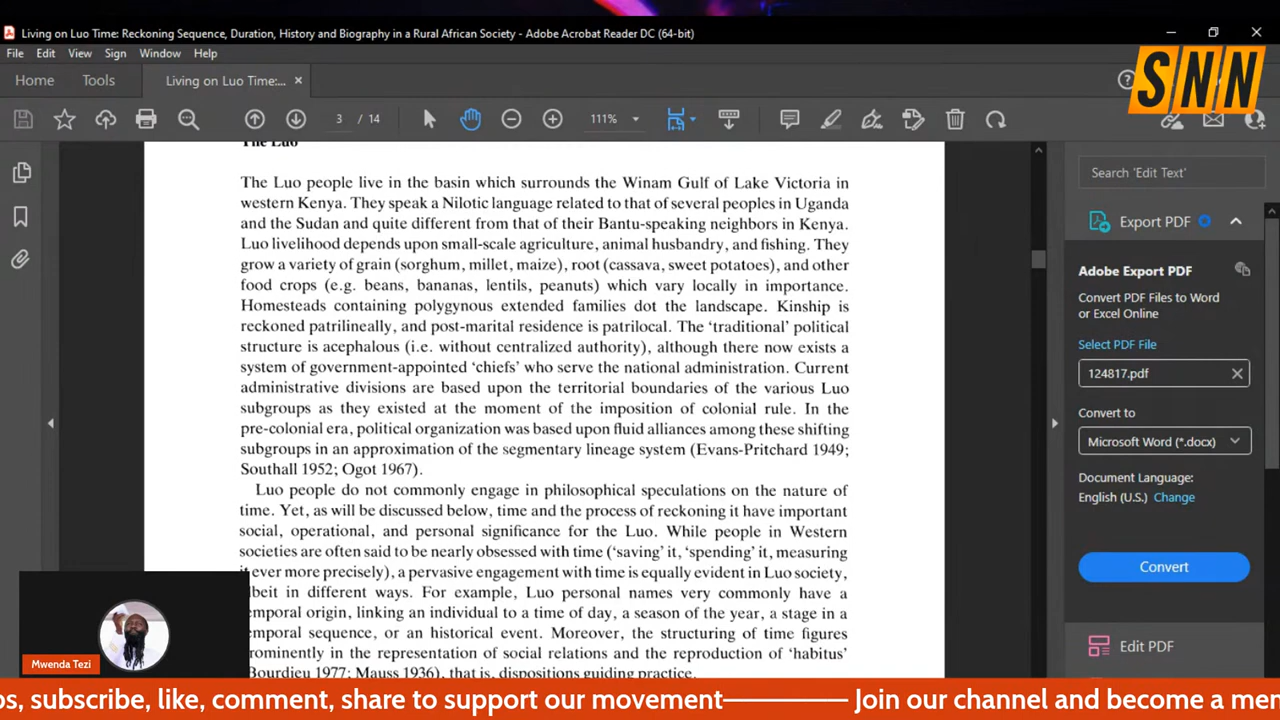 Living on Luo Time: Reckoning Sequence, Duration, History and Biography in a Rural African Society - Adobe Acrobat Reader DC (64-bit)
File Edit View Sign Window Help
Home Tools Living on Luo Time:... ×
SNN
3 / 14 111%
The Luo
The Luo people live in the basin which surrounds the Winam Gulf of Lake Victoria in
western Kenya. They speak a Nilotic language related to that of several peoples in Uganda
and the Sudan and quite different from that of their Bantu-speaking neighbors in Kenya.
Luo livelihood depends upon small-scale agriculture, animal husbandry, and fishing. They
grow a variety of grain (sorghum, millet, maize), root (cassava, sweet potatoes), and other
food crops (e.g. beans, bananas, lentils, peanuts) which vary locally in importance.
Homesteads containing polygynous extended families dot the landscape. Kinship is
reckoned patrilineally, and post-marital residence is patrilocal. The ‘traditional’ political
structure is acephalous (i.e. without centralized authority), although there now exists a
system of government-appointed ‘chiefs’ who serve the national administration. Current
administrative divisions are based upon the territorial boundaries of the various Luo
subgroups as they existed at the moment of the imposition of colonial rule. In the
pre-colonial era, political organization was based upon fluid alliances among these shifting
subgroups in an approximation of the segmentary lineage system (Evans-Pritchard 1949;
Southall 1952; Ogot 1967).
Luo people do not commonly engage in philosophical speculations on the nature of
time. Yet, as will be discussed below, time and the process of reckoning it have important
social, operational, and personal significance for the Luo. While people in Western
societies are often said to be nearly obsessed with time (‘saving’ it, ‘spending’ it, measuring
it ever more precisely), a pervasive engagement with time is equally evident in Luo society,
lbeit in different ways. For example, Luo personal names very commonly have a
emporal origin, linking an individual to a time of day, a season of the year, a stage in a
emporal sequence, or an historical event. Moreover, the structuring of time figures
rominently in the representation of social relations and the reproduction of ‘habitus’
Bourdieu 1977; Mauss 1936), that is, dispositions guiding practice.
Search 'Edit Text'
Export PDF
Adobe Export PDF
Convert PDF Files to Word
or Excel Online
Select PDF File
124817.pdf
Convert to
Microsoft Word (*.docx)
Document Language:
English (U.S.) Change
Convert
Edit PDF
Mwenda Tezi
os, subscribe, like, comment, share to support our movement—————— Join our channel and become a mem